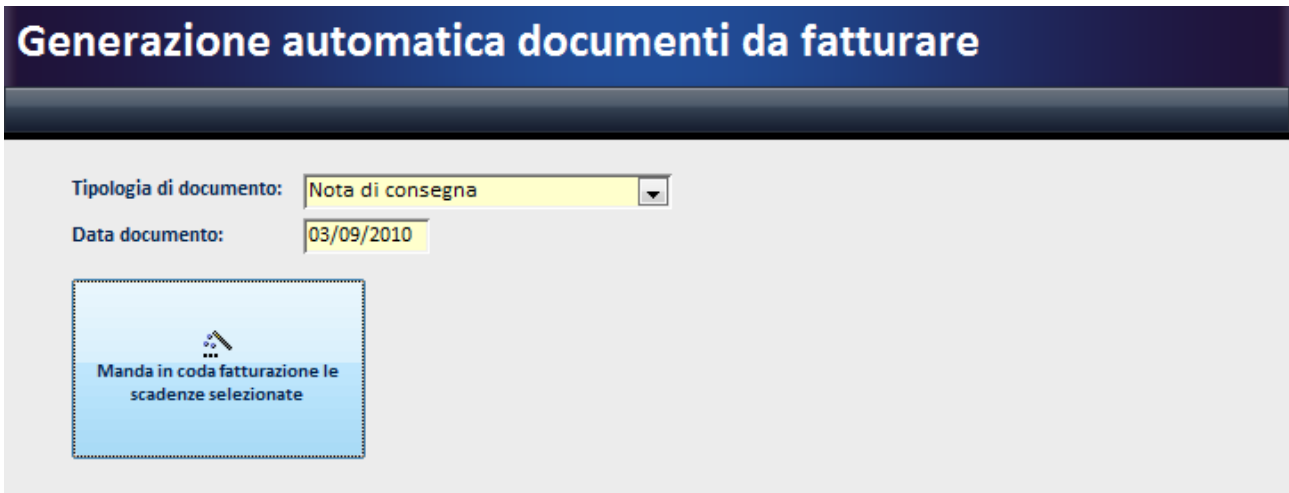 Generazione automatica documenti da fatturare
Tipologia di documento: Nota di consegna
Data documento: 03/09/2010
Manda in coda fatturazione le
scadenze selezionate